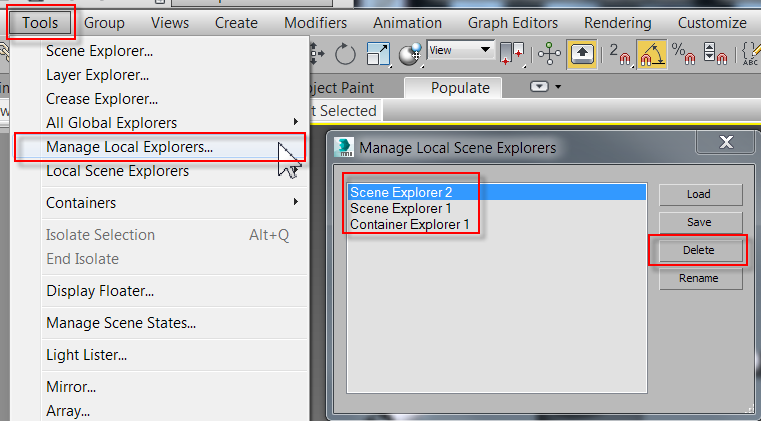 Tools Group Views Create Modifiers Animation Graph Editors Rendering Customize
Scene Explorer...
Layer Explorer...
Crease Explorer...
All Global Explorers
Manage Local Explorers...
Local Scene Explorers
Containers
Isolate Selection Alt+Q
End Isolate
Display Floater...
Manage Scene States...
Light Lister...
Mirror...
Array...
View
2
%
ABC
ject Paint Populate
t Selected
Manage Local Scene Explorers
Scene Explorer 2
Scene Explorer 1
Container Explorer 1
Load
Save
Delete
Rename